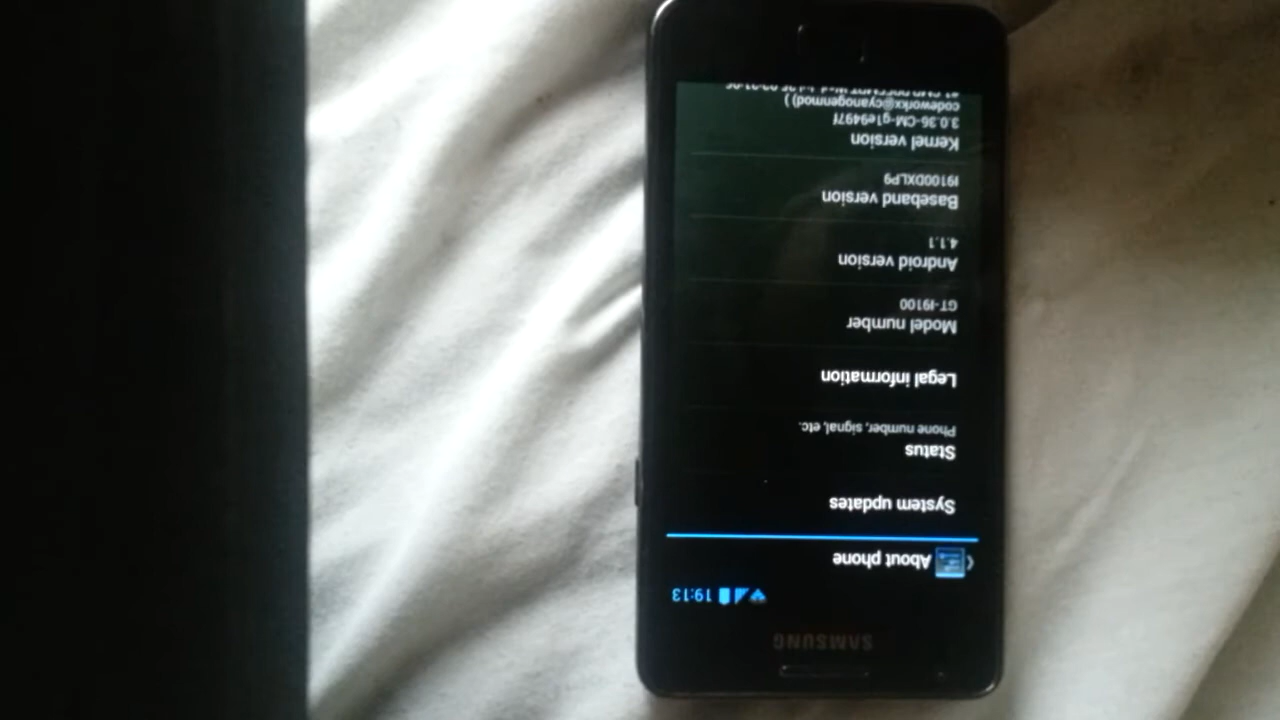 SAMSUNG
19:13
About phone
System updates
Status
Phone number, signal, etc.
Legal information
Model number
GT-I9100
Android version
4.1.1
Baseband version
I9100DXLP9
Kernel version
3.0.36-CM-g1e9497f
codeworkx@cyanogenmod) )